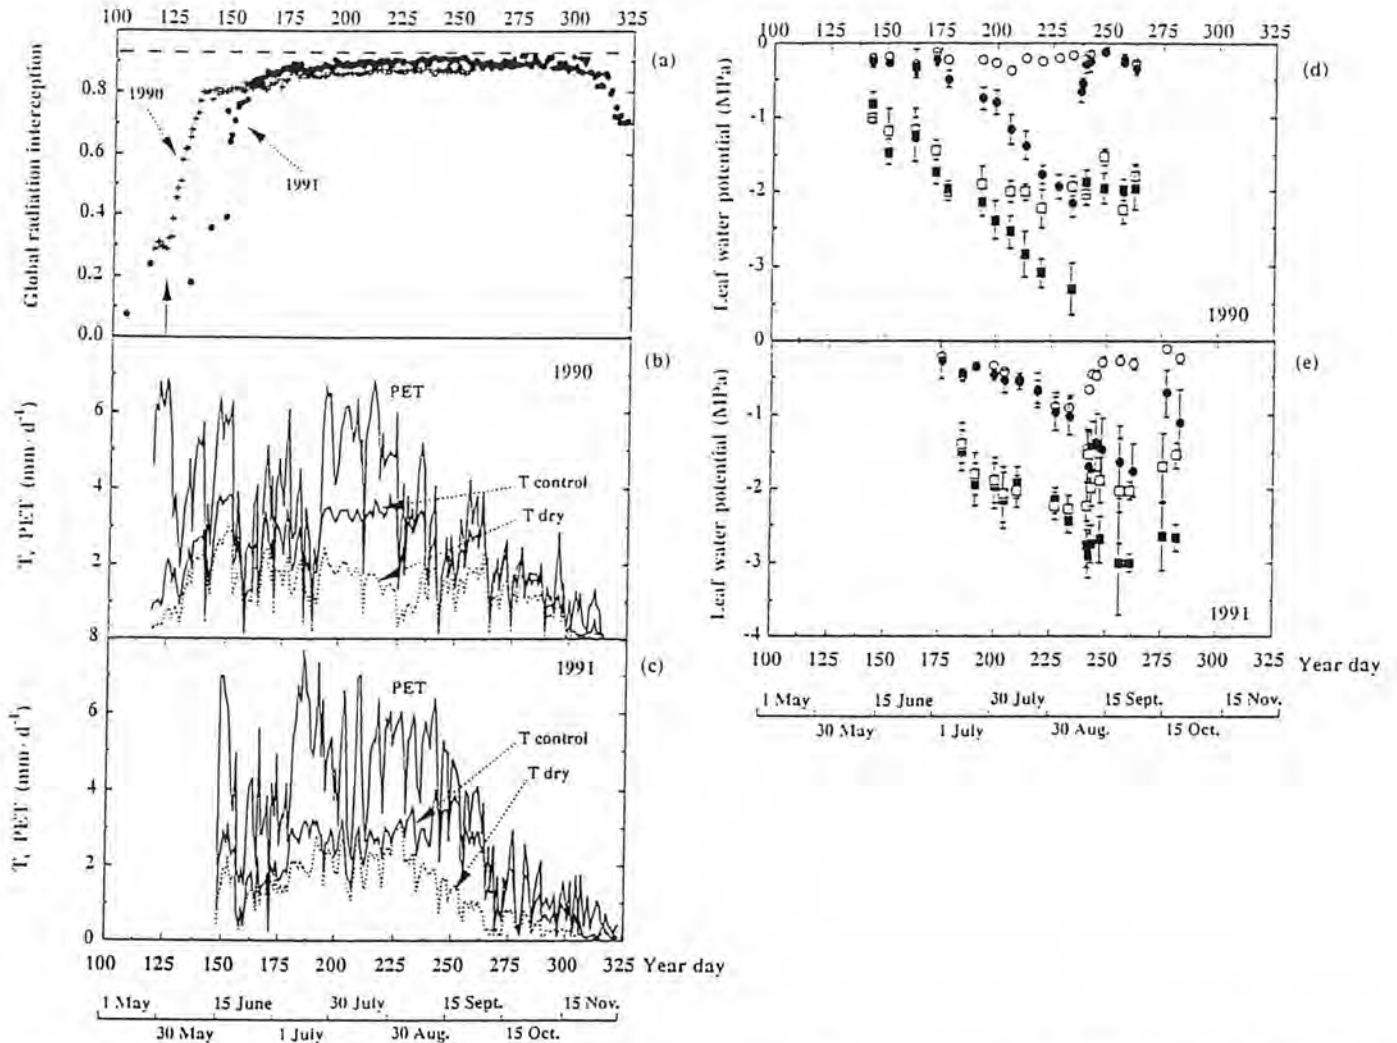 100 125 150 175 200 225 250 275 300 325
(a)
Global radiation interception
0.8
0.6
0.4
0.2
0.0
1990
1991
(b)
1990
PET
T control
T dry
T, PET (mm·d⁻¹)
6
4
2
8
(c)
1991
PET
T control
T dry
T, PET (mm·d⁻¹)
6
4
2
0
100 125 150 175 200 225 250 275 300 325 Year day
1 May 15 June 30 July 15 Sept. 15 Nov.
30 May 1 July 30 Aug. 15 Oct.
100 125 150 175 200 225 250 275 300 325
(d)
Leaf water potential (MPa)
0
-1
-2
-3
0
1990
(e)
Leaf water potential (MPa)
-1
-2
-3
-4
1991
100 125 150 175 200 225 250 275 300 325 Year day
1 May 15 June 30 July 15 Sept. 15 Nov.
30 May 1 July 30 Aug. 15 Oct.